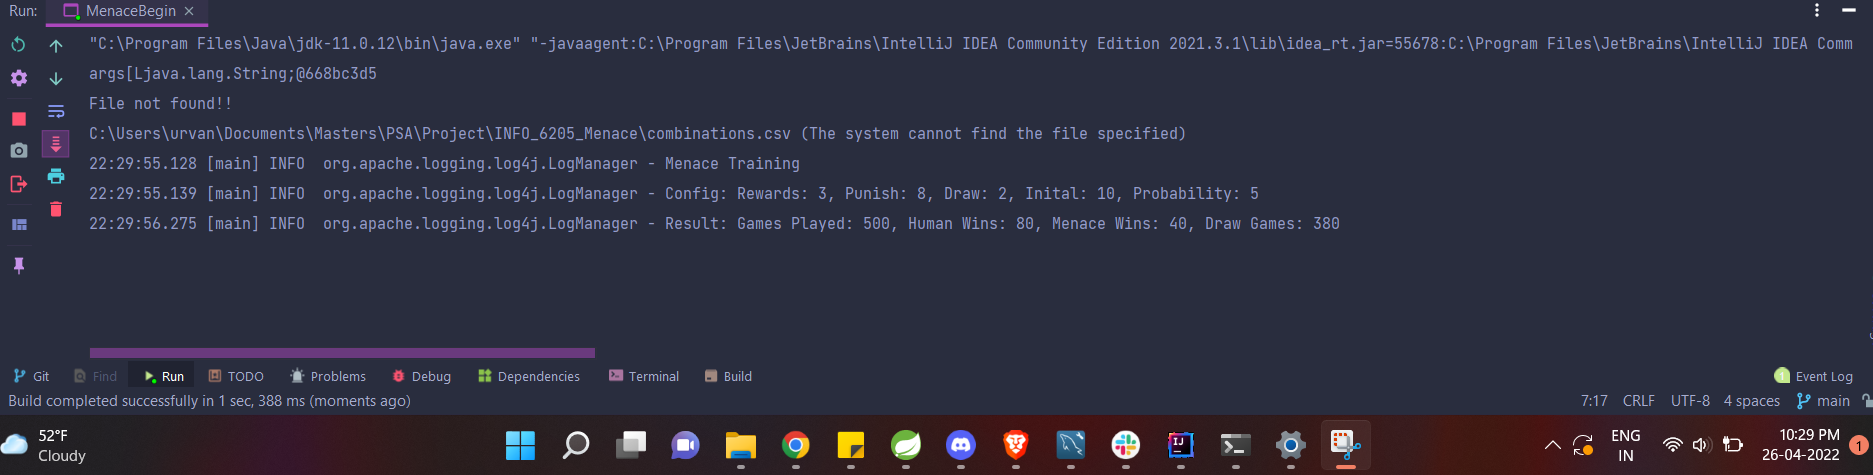 Run: MenaceBegin
"C:\Program Files\Java\jdk-11.0.12\bin\java.exe" "-javaagent:C:\Program Files\JetBrains\IntelliJ IDEA Community Edition 2021.3.1\lib\idea_rt.jar=55678:C:\Program Files\JetBrains\IntelliJ IDEA Comm
args[Ljava.lang.String;@668bc3d5
File not found!!
C:\Users\urvan\Documents\Masters\PSA\Project\INFO_6205_Menace\combinations.csv (The system cannot find the file specified)
22:29:55.128 [main] INFO  org.apache.logging.log4j.LogManager - Menace Training
22:29:55.139 [main] INFO  org.apache.logging.log4j.LogManager - Config: Rewards: 3, Punish: 8, Draw: 2, Inital: 10, Probability: 5
22:29:56.275 [main] INFO  org.apache.logging.log4j.LogManager - Result: Games Played: 500, Human Wins: 80, Menace Wins: 40, Draw Games: 380
Git Find Run TODO Problems Debug Dependencies Terminal Build 1 Event Log
Build completed successfully in 1 sec, 388 ms (moments ago) 7:17 CRLF UTF-8 4 spaces main
52°F ENG 10:29 PM
Cloudy IJ IN 26-04-2022 1